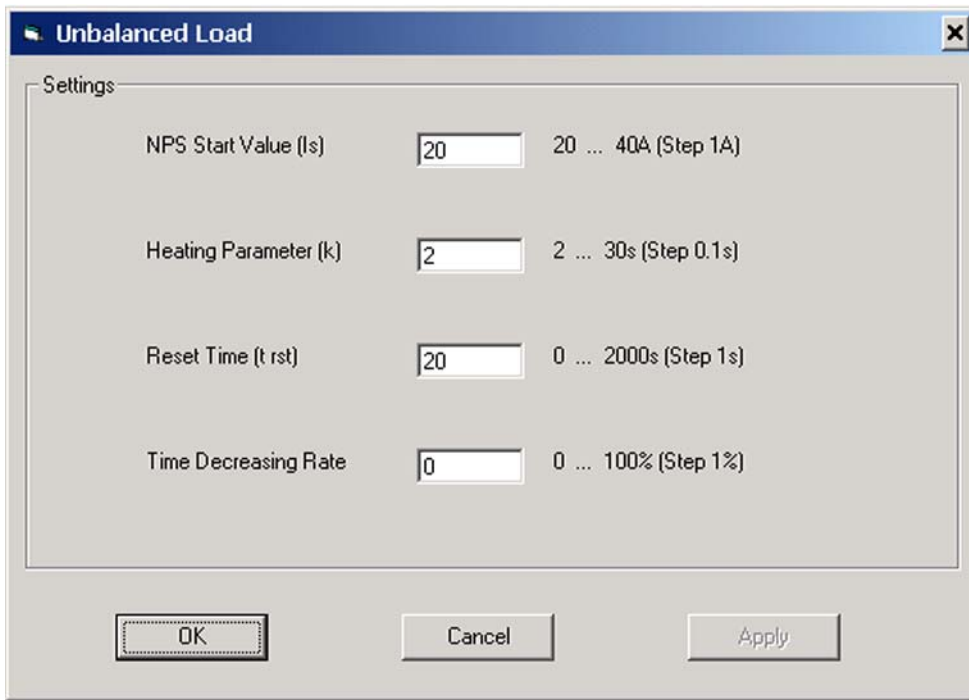 Unbalanced Load
Settings
NPS Start Value (Is) 20 20 ... 40A (Step 1A)
Heating Parameter (k) 2 2 ... 30s (Step 0.1s)
Reset Time (t rst) 20 0 ... 2000s (Step 1s)
Time Decreasing Rate 0 0 ... 100% (Step 1%)
OK Cancel Apply